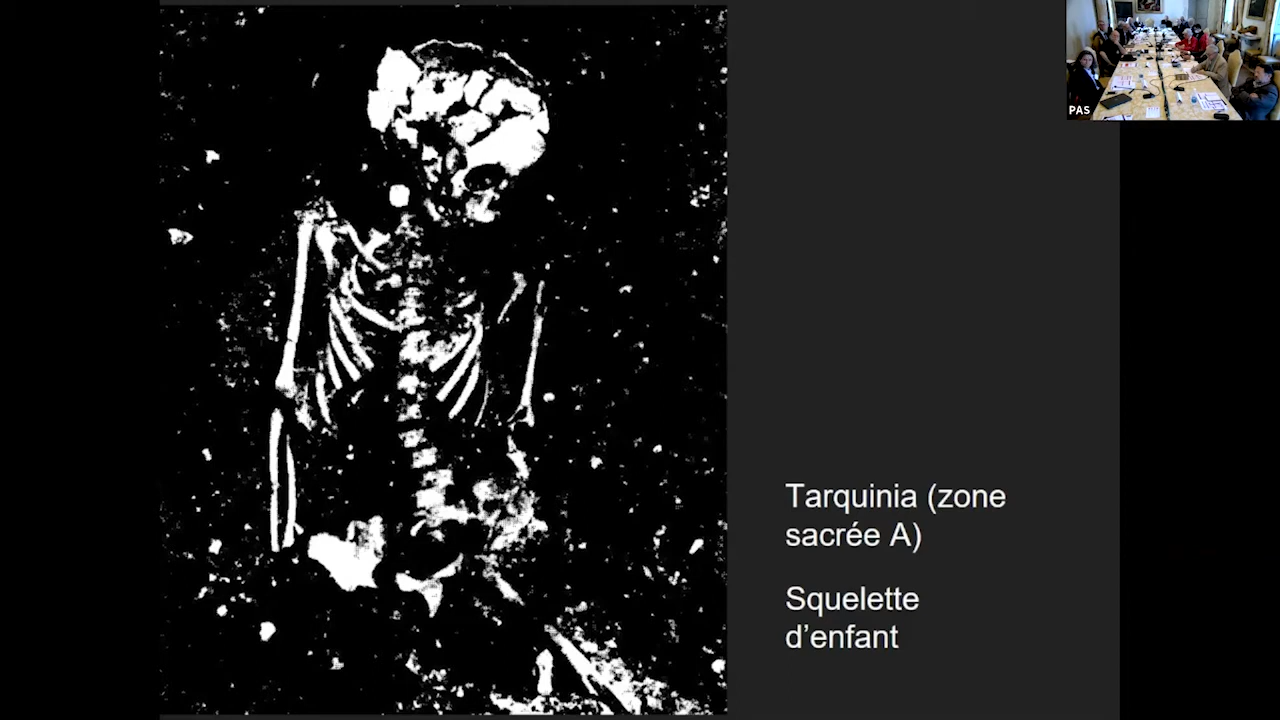 PAS
Tarquinia (zone
sacrée A)
Squelette
d’enfant